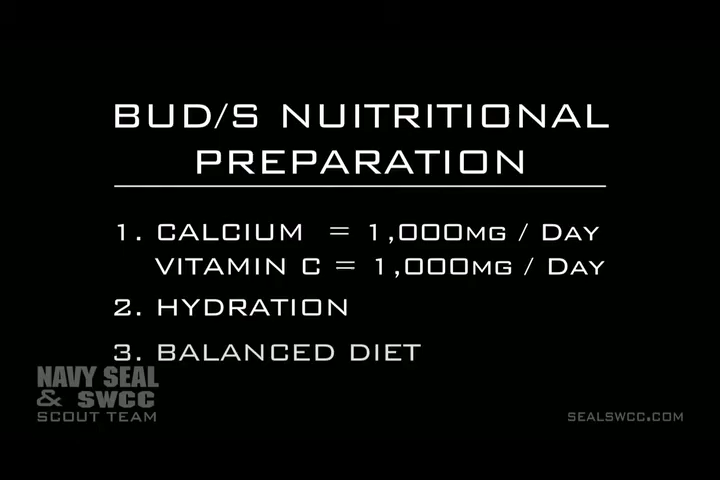 BUD/S NUITRITIONAL
PREPARATION
1. CALCIUM = 1,000MG / DAY
VITAMIN C = 1,000MG / DAY
2. HYDRATION
3. BALANCED DIET
NAVY SEAL
& SWCC
SCOUT TEAM
SEALSWCC.COM